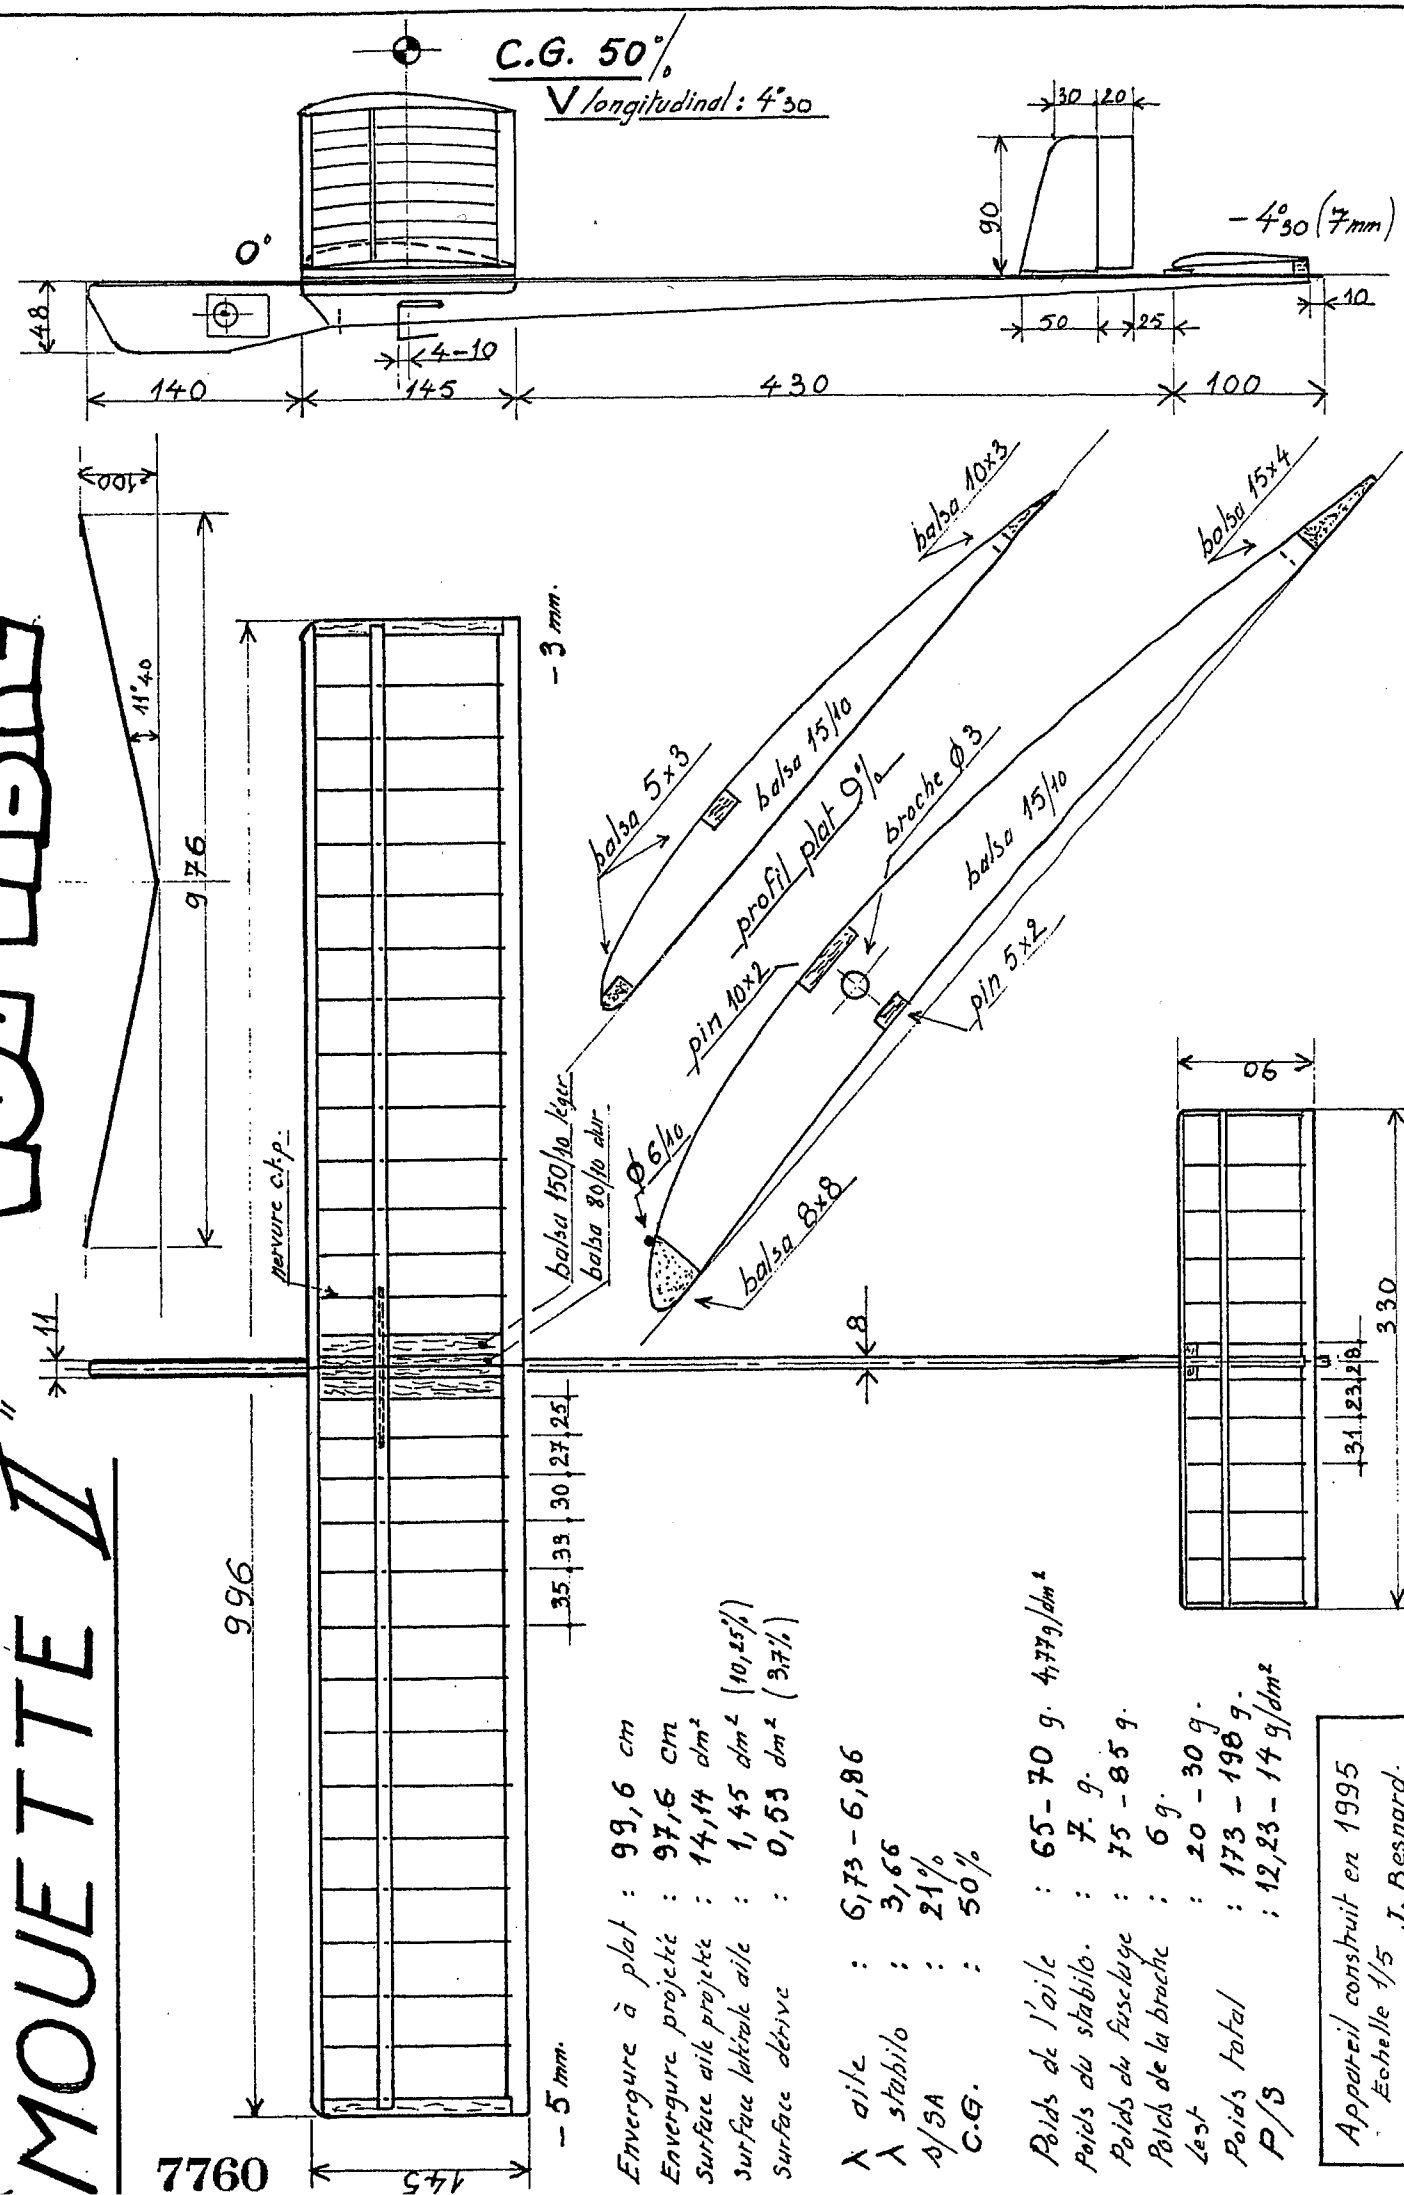 C.G. 50%
V longitudinal : 4°30
30
20
90
-4°30 (7mm)
0°
48
10
50
25
4-10
140
145
430
100
100
11°40
976
balsa 10x3
balsa 15x4
- 3 mm.
balsa 5x3
balsa 15/10
profil plat 9%
broche ϕ 3
balsa 15/10
pin 10x2
pin 5x2
ϕ 6/10
balsa 8x8
nervure c.t.p.
balsa 150/10 léger
balsa 80/10 dur
11
8
90
330
31
23
28
MOUETTE II"
996
35
33
30
27
25
- 5 mm.
145
7760
Envergure à plat : 99,6 cm
Envergure projetée : 97,6 cm
Surface aile projetée : 14,14 dm²
Surface latérale aile : 1,45 dm² (10,25%)
Surface dérive : 0,53 dm² (3,7%)
λ aile : 6,73 - 6,86
λ stabilo : 3,66
S/SA : 21%
C.G. : 50%
Poids de l'aile : 65-70 g. 4,77g/dm²
Poids du stabilo. : 7. g.
Poids du fuselage : 75 - 85 g.
Poids de la broche : 6 g.
Lest : 20 - 30 g.
Poids total : 173 - 198 g.
P/S : 12,23 - 14 g/dm²
Appareil construit en 1995
Echelle 1/5 J. Besnard.